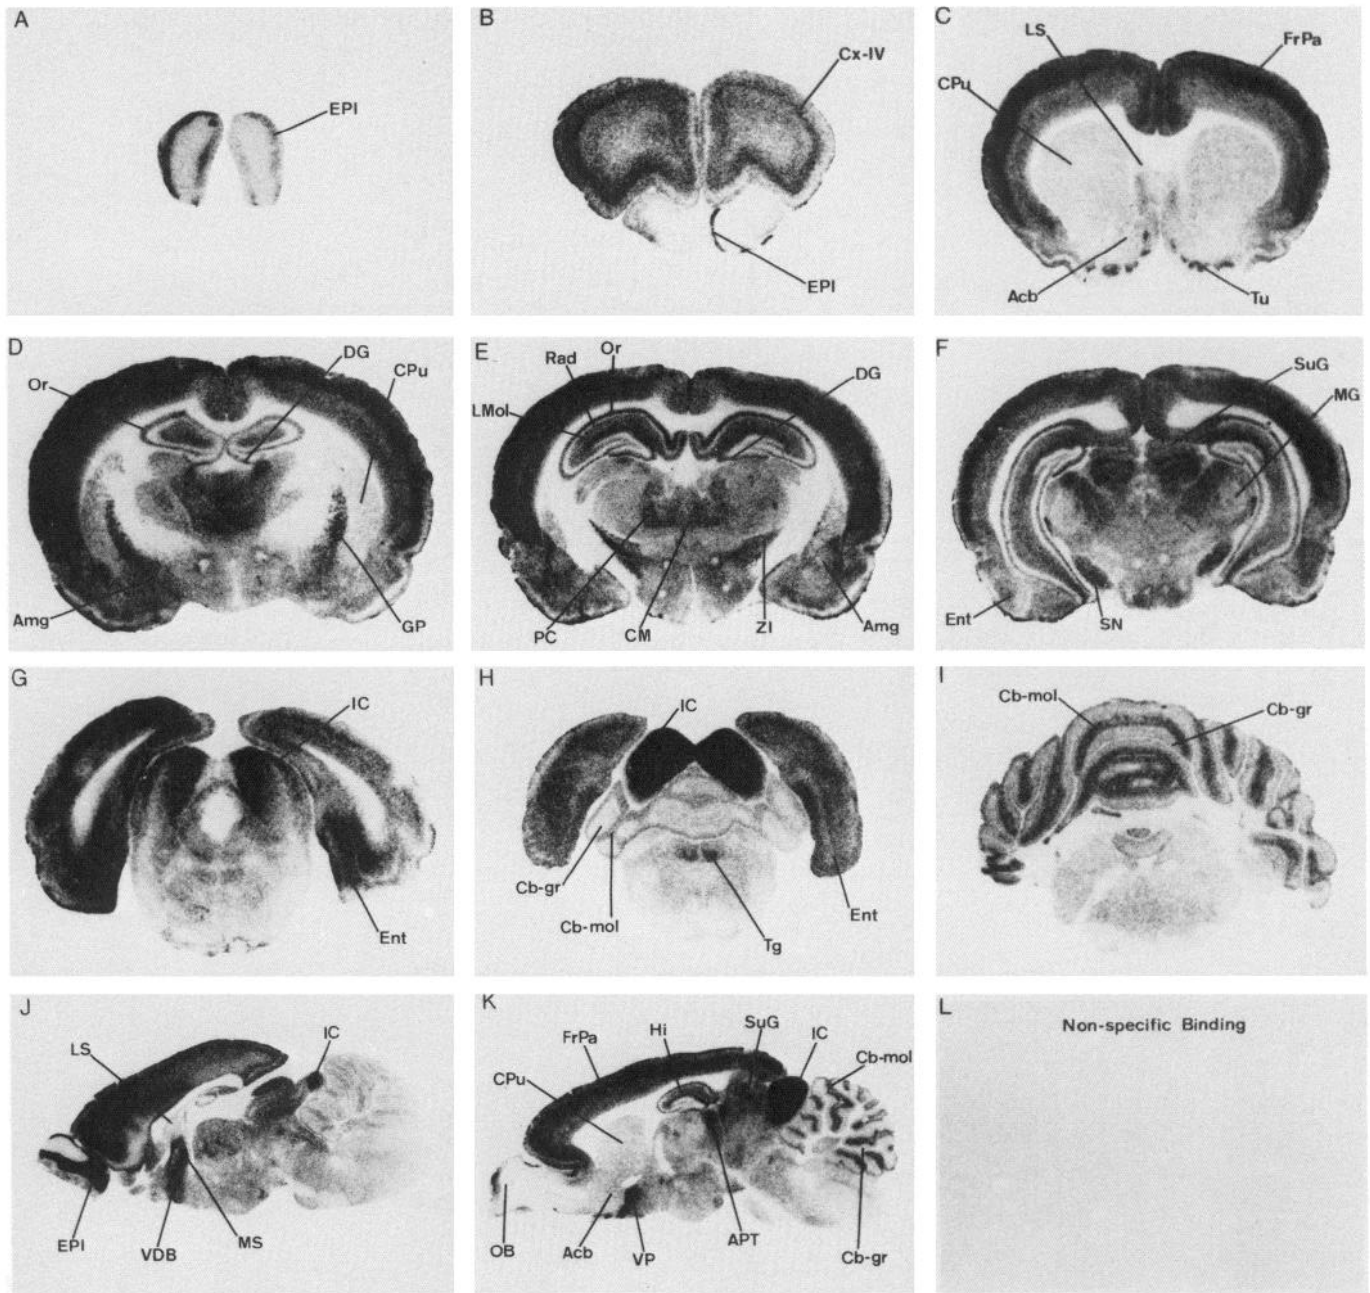 A
EPI
B
Cx-IV
EPI
C
LS
FrPa
CPu
Acb
Tu
D
DG
CPu
Or
Amg
GP
E
Rad
Or
DG
LMol
PC
CM
ZI
Amg
F
SuG
MG
Ent
SN
G
IC
Ent
H
IC
Cb-gr
Cb-mol
Tg
Ent
I
Cb-mol
Cb-gr
J
IC
LS
EPI
VDB
MS
K
FrPa
Hi
SuG
IC
Cb-mol
CPu
OB
Acb
VP
APT
Cb-gr
L
Non-specific Binding